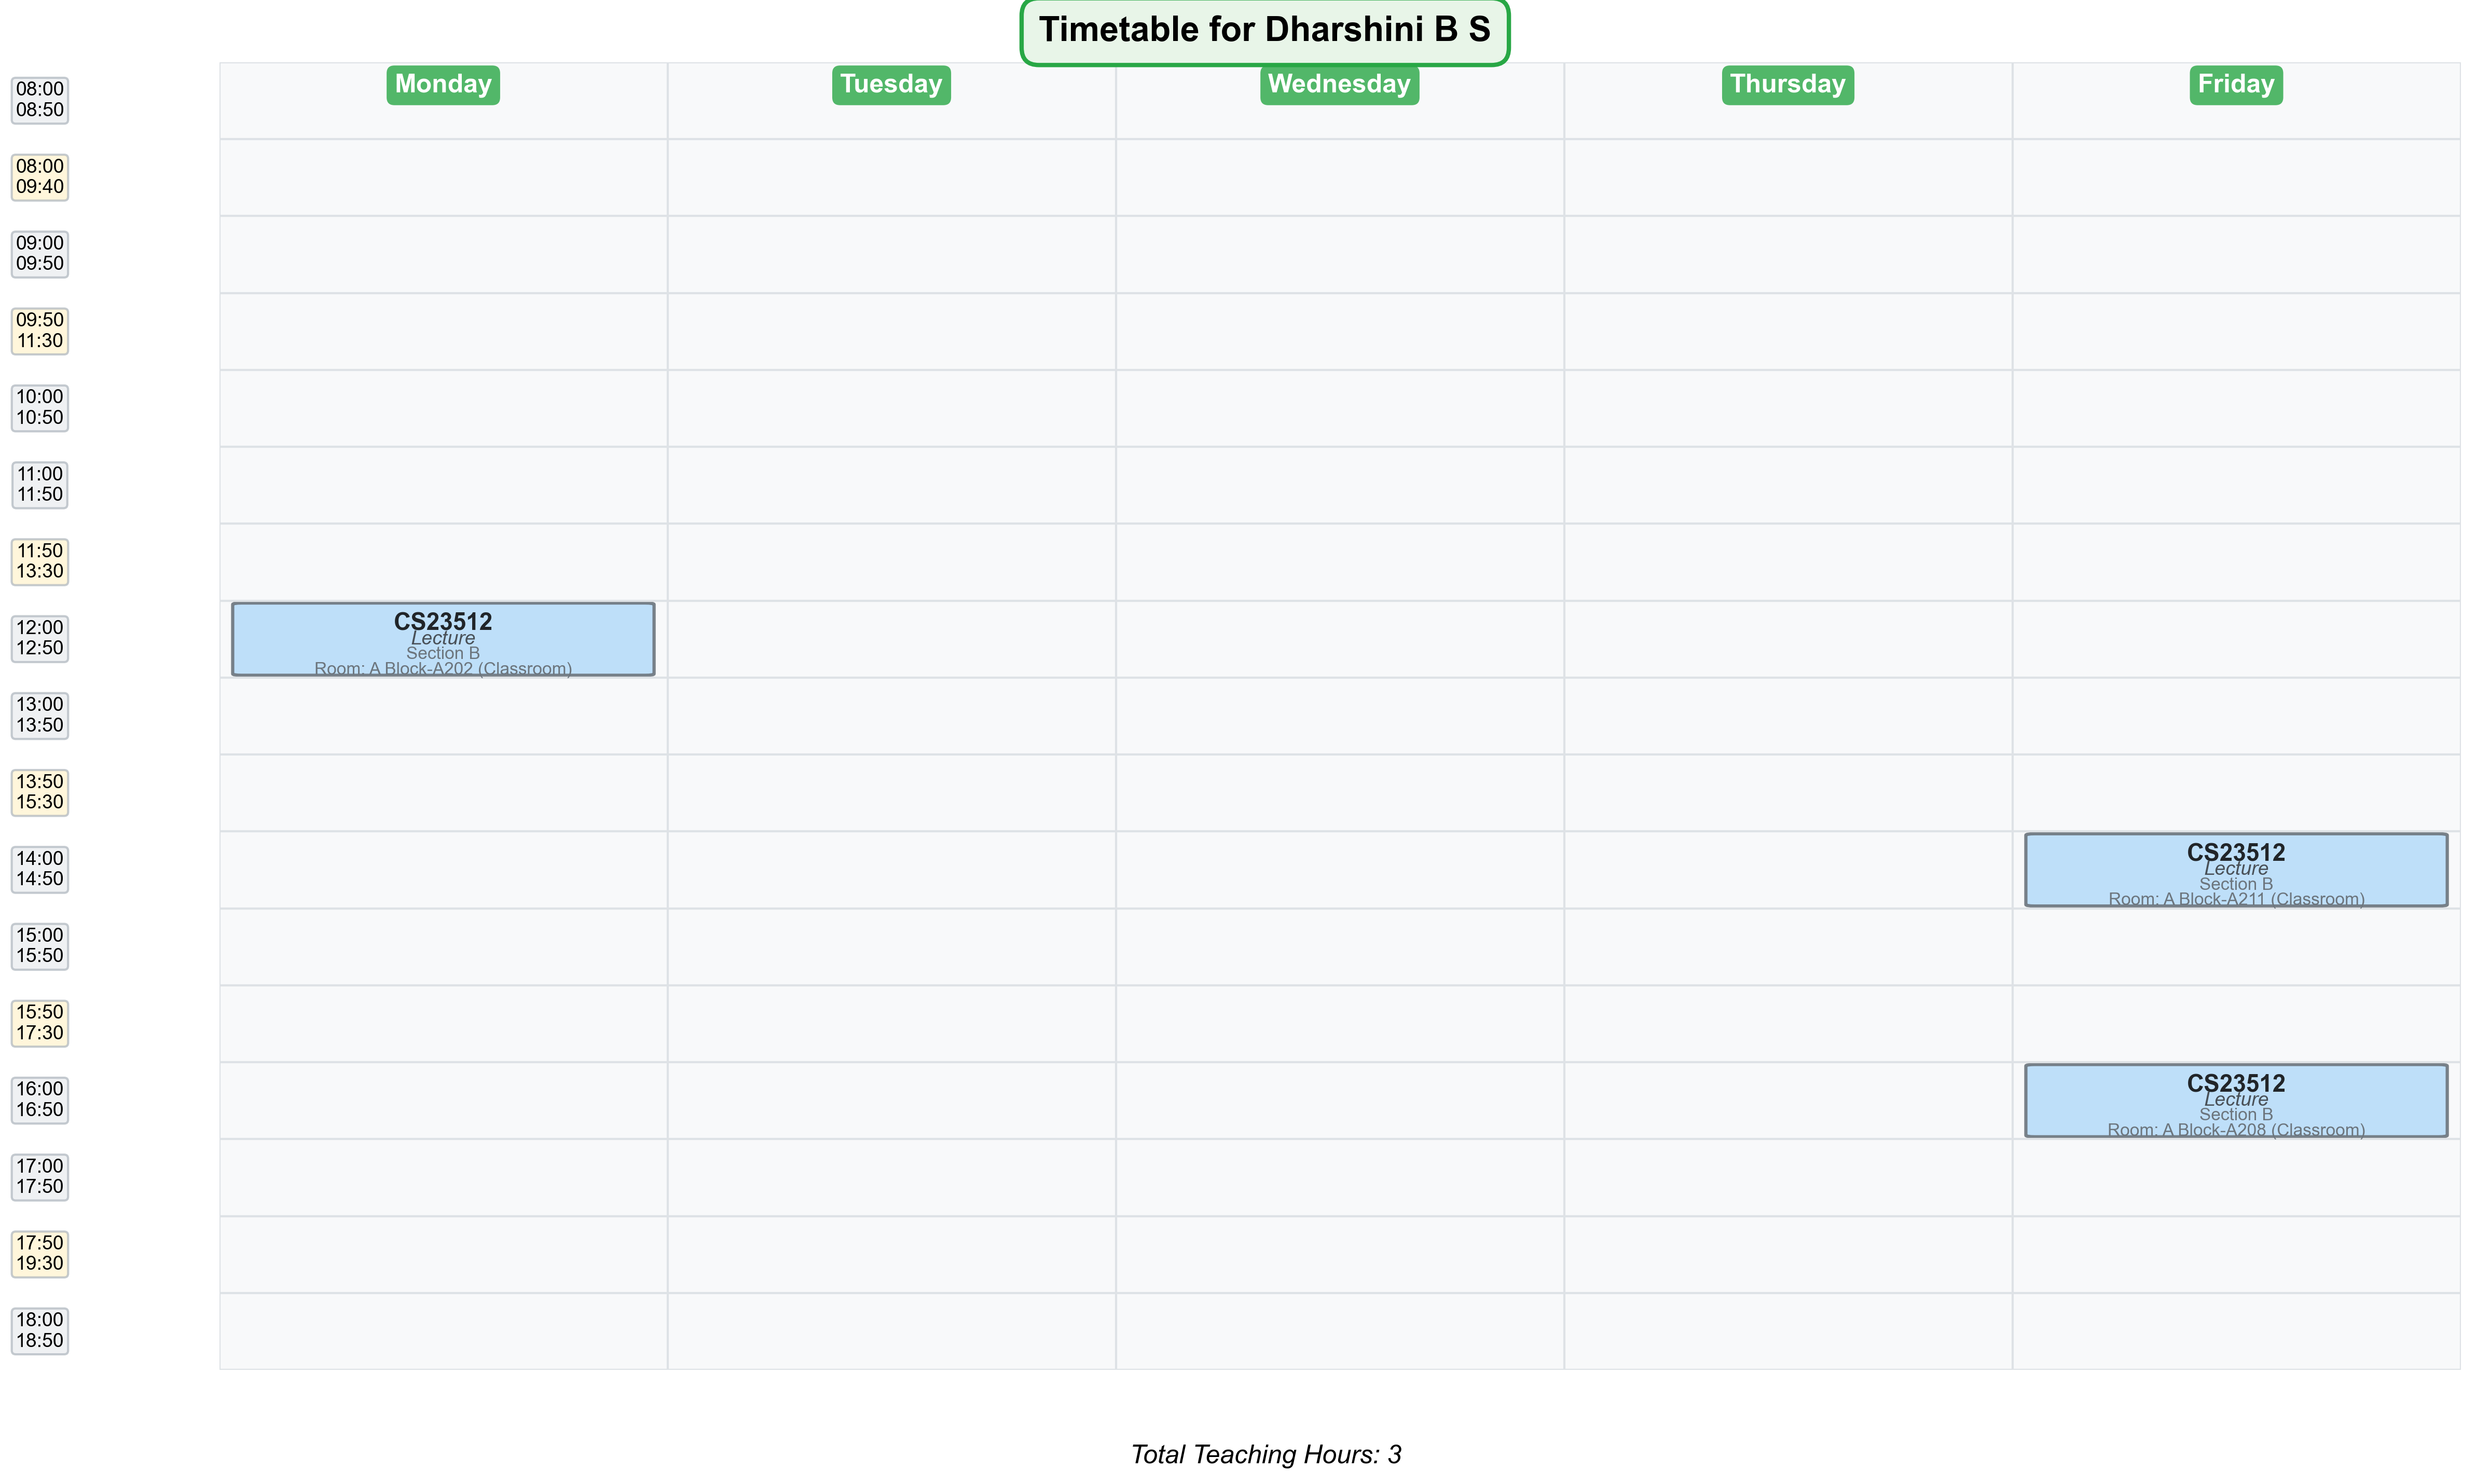 Timetable for Dharshini B S
Monday
Tuesday
Wednesday
Thursday
Friday
08:00
08:50
08:00
09:40
09:00
09:50
09:50
11:30
10:00
10:50
11:00
11:50
11:50
13:30
12:00
12:50
CS23512
Lecture
Section B
Room: A Block-A202 (Classroom)
13:00
13:50
13:50
15:30
14:00
14:50
CS23512
Lecture
Section B
Room: A Block-A211 (Classroom)
15:00
15:50
15:50
17:30
16:00
16:50
CS23512
Lecture
Section B
Room: A Block-A208 (Classroom)
17:00
17:50
17:50
19:30
18:00
18:50
Total Teaching Hours: 3